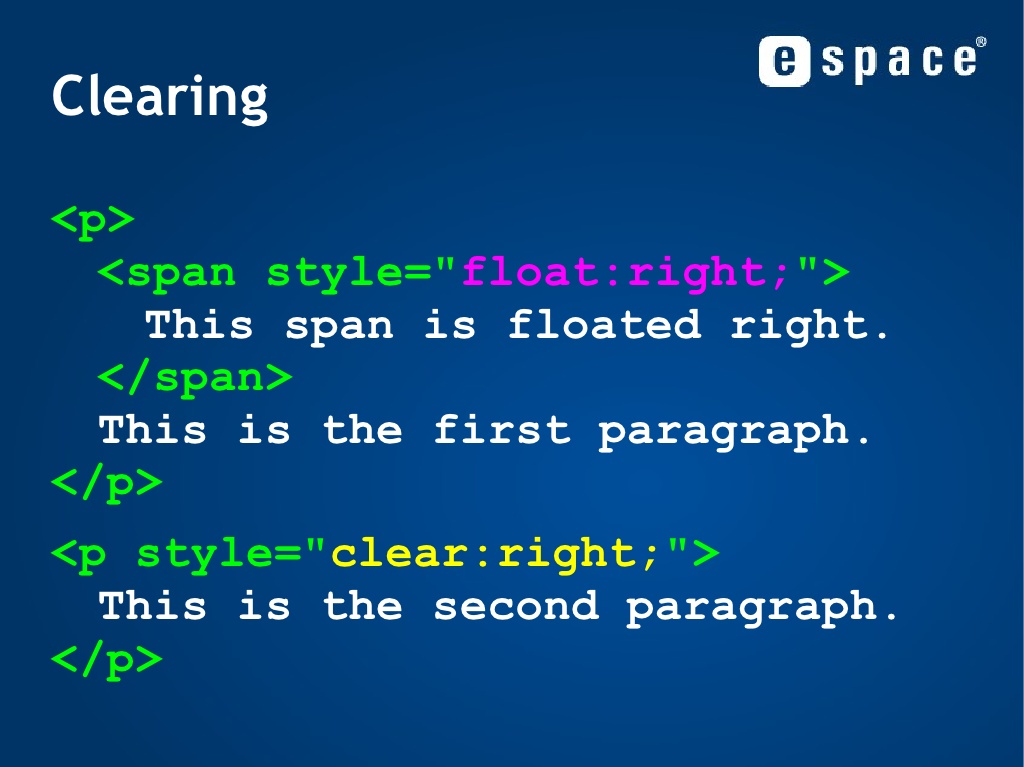 espace®
Clearing
<p>
<span style="float:right;">
This span is floated right.
</span>
This is the first paragraph.
</p>
<p style="clear:right;">
This is the second paragraph.
</p>